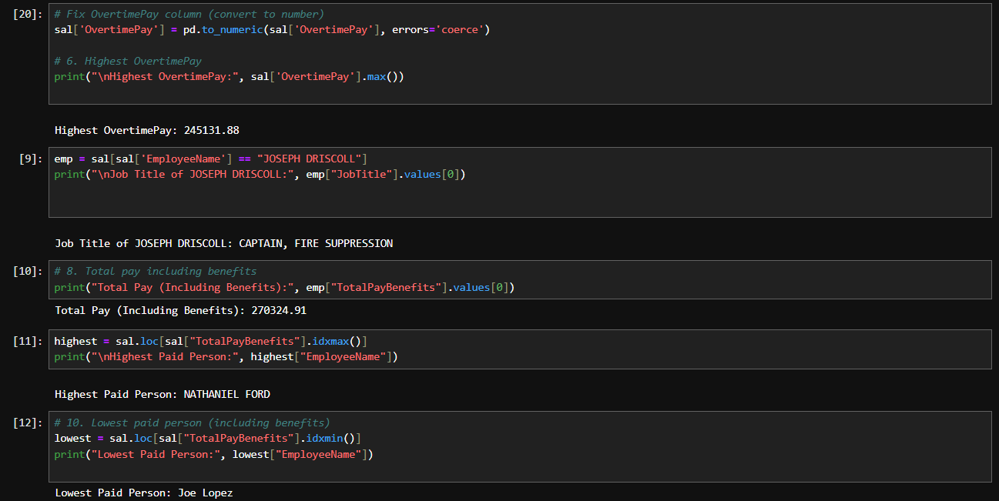 [20]:
# Fix OvertimePay column (convert to number)
sal['OvertimePay'] = pd.to_numeric(sal['OvertimePay'], errors='coerce')
# 6. Highest OvertimePay
print("\nHighest OvertimePay:", sal['OvertimePay'].max())
Highest OvertimePay: 245131.88
[9]:
emp = sal[sal['EmployeeName'] == "JOSEPH DRISCOLL"]
print("\nJob Title of JOSEPH DRISCOLL:", emp["JobTitle"].values[0])
Job Title of JOSEPH DRISCOLL: CAPTAIN, FIRE SUPPRESSION
[10]:
# 8. Total pay including benefits
print("Total Pay (Including Benefits):", emp["TotalPayBenefits"].values[0])
Total Pay (Including Benefits): 270324.91
[11]:
highest = sal.loc[sal["TotalPayBenefits"].idxmax()]
print("\nHighest Paid Person:", highest["EmployeeName"])
Highest Paid Person: NATHANIEL FORD
[12]:
# 10. Lowest paid person (including benefits)
lowest = sal.loc[sal["TotalPayBenefits"].idxmin()]
print("Lowest Paid Person:", lowest["EmployeeName"])
Lowest Paid Person: Joe Lopez